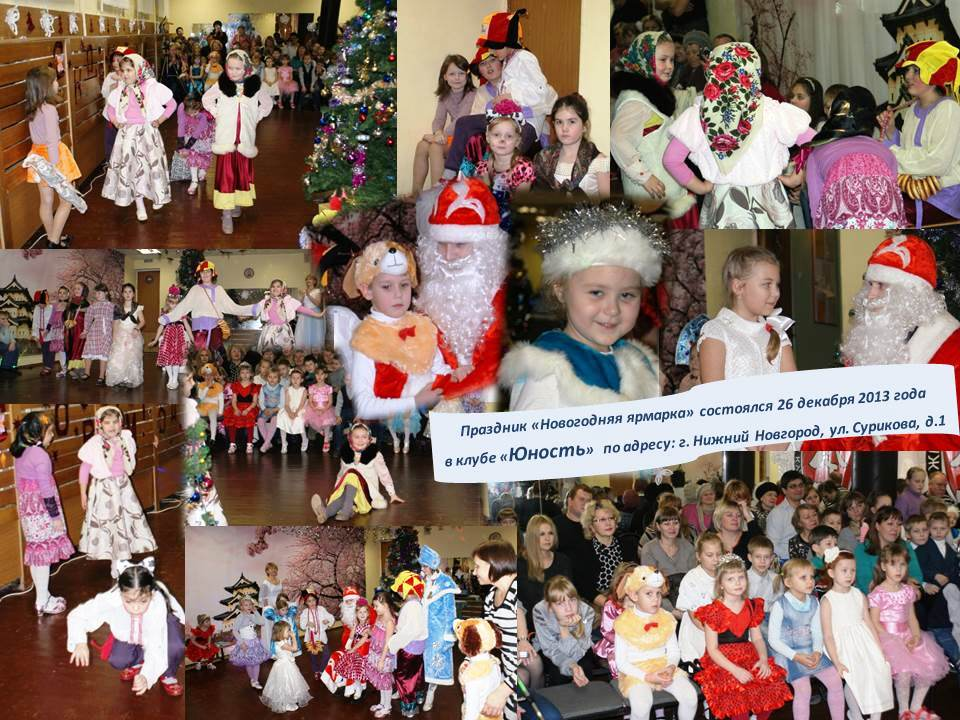 Праздник «Новогодняя ярмарка» состоялся 26 декабря 2013 года
в клубе «Юность» по адресу: г. Нижний Новгород, ул. Сурикова, д.1